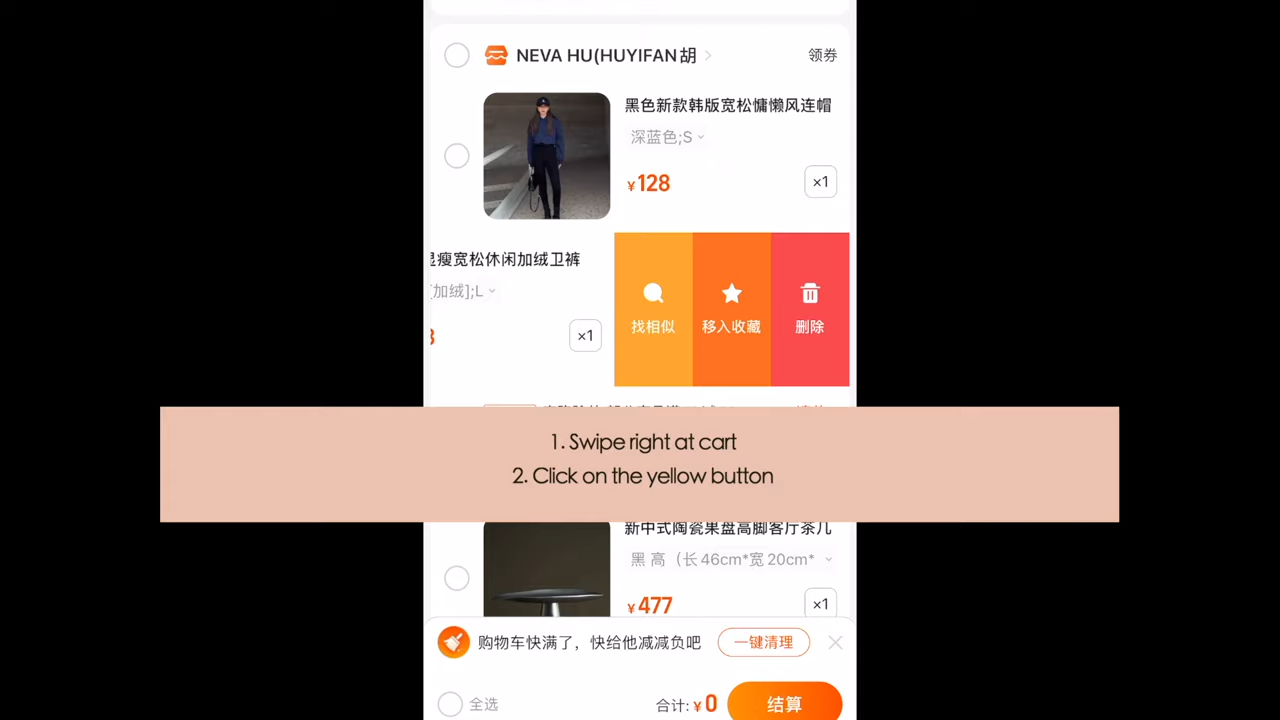 NEVA HU(HUYIFAN胡
领券
黑色新款韩版宽松慵懒风连帽
深蓝色;S
¥128
×1
显瘦宽松休闲加绒卫裤
[加绒];L
×1
找相似
移入收藏
删除
1. Swipe right at cart
2. Click on the yellow button
新中式陶瓷果盘高脚客厅茶几
黑 高（长46cm*宽20cm*
¥477
×1
购物车快满了，快给他减减负吧
一键清理
全选
合计: ¥0
结算